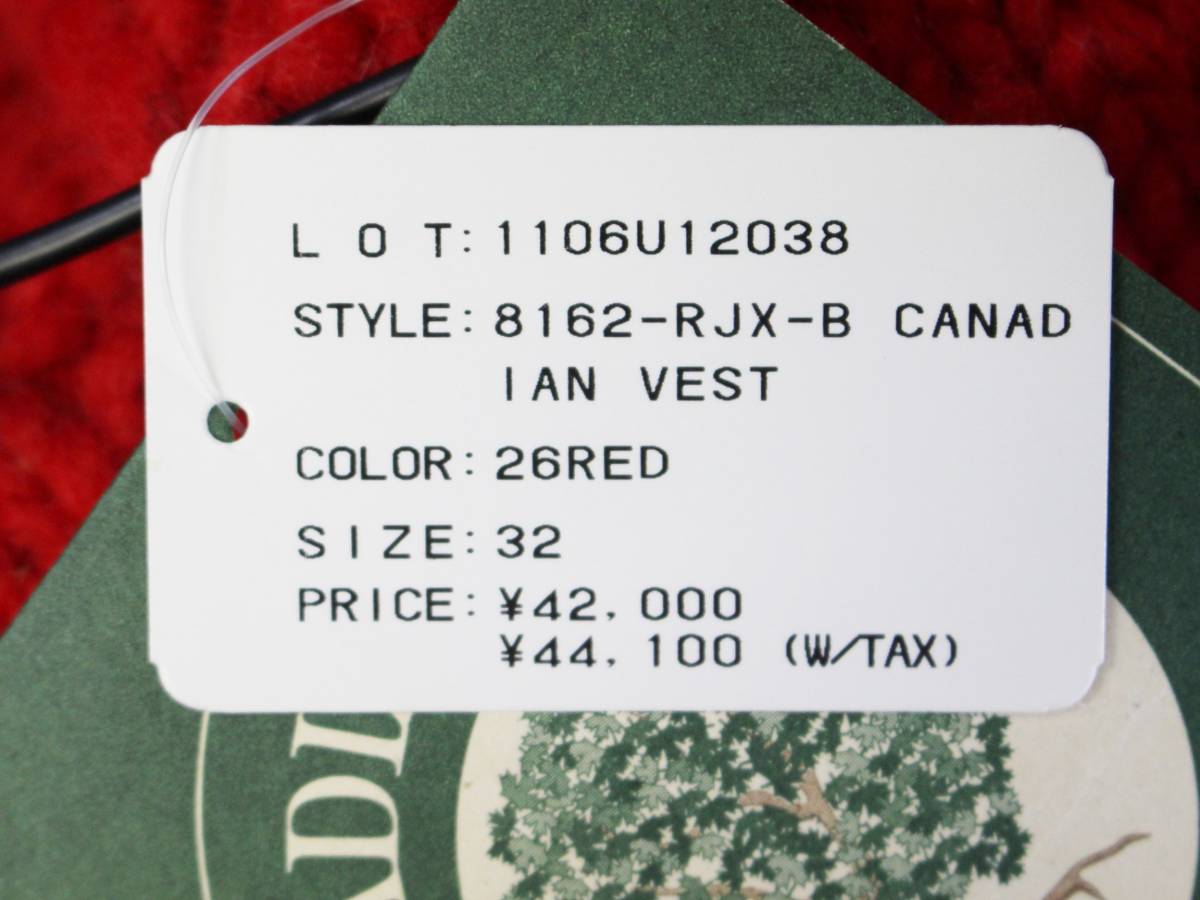 L O T: 1106U12038
STYLE: 8162-RJX-B CANAD
IAN VEST
COLOR: 26RED
SIZE: 32
PRICE: ¥42,000
¥44,100 (W/TAX)